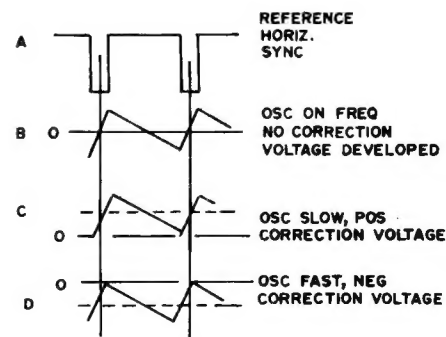 A
REFERENCE
HORIZ.
SYNC
B O
OSC ON FREQ
NO CORRECTION
VOLTAGE DEVELOPED
C
O
OSC SLOW, POS
CORRECTION VOLTAGE
O
D
OSC FAST, NEG
CORRECTION VOLTAGE